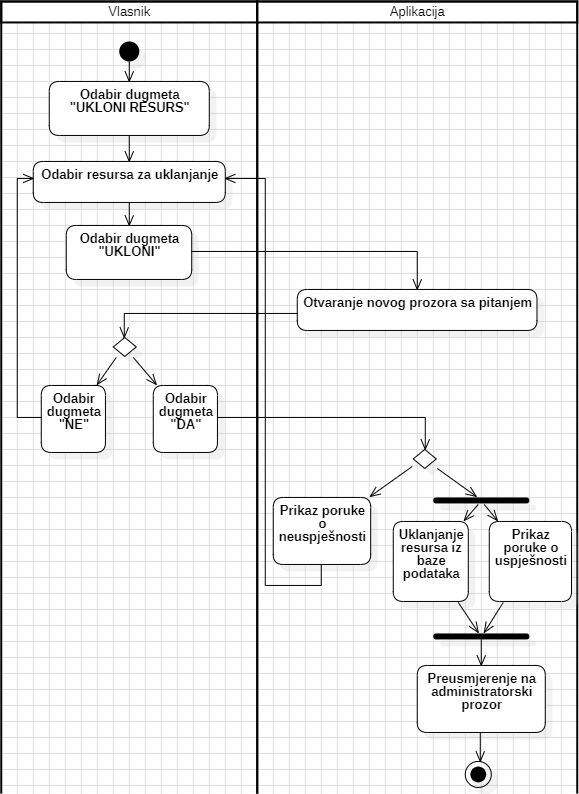 Vlasnik
Aplikacija
Odabir dugmeta
"UKLONI RESURS"
Odabir resursa za uklanjanje
Odabir dugmeta
"UKLONI"
Otvaranje novog prozora sa pitanjem
Odabir
dugmeta
"NE"
Odabir
dugmeta
"DA"
Prikaz poruke
o
neuspješnosti
Uklanjanje
resursa iz
baze
podataka
Prikaz
poruke o
uspješnosti
Preusmjerenje na
administratorski
prozor